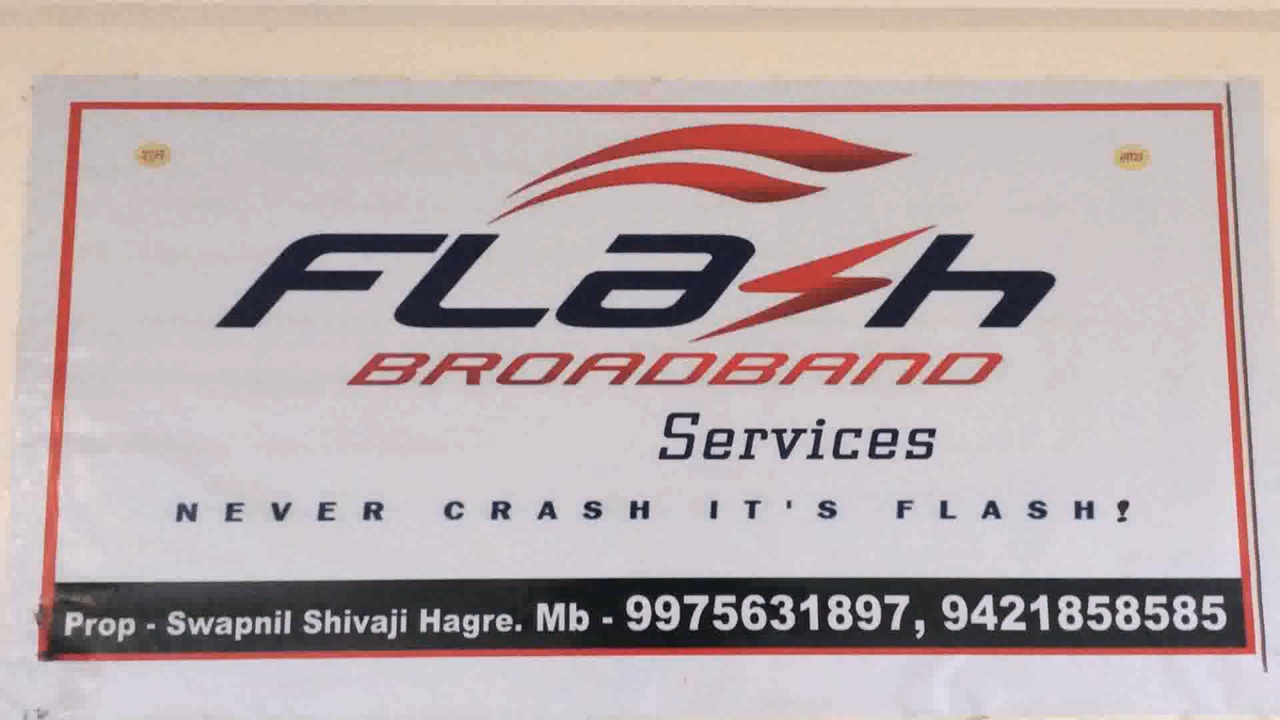 शुभ
लाभ
FLash
BROADBAND
Services
NEVER CRASH IT'S FLASH!
Prop - Swapnil Shivaji Hagre. Mb - 9975631897, 9421858585